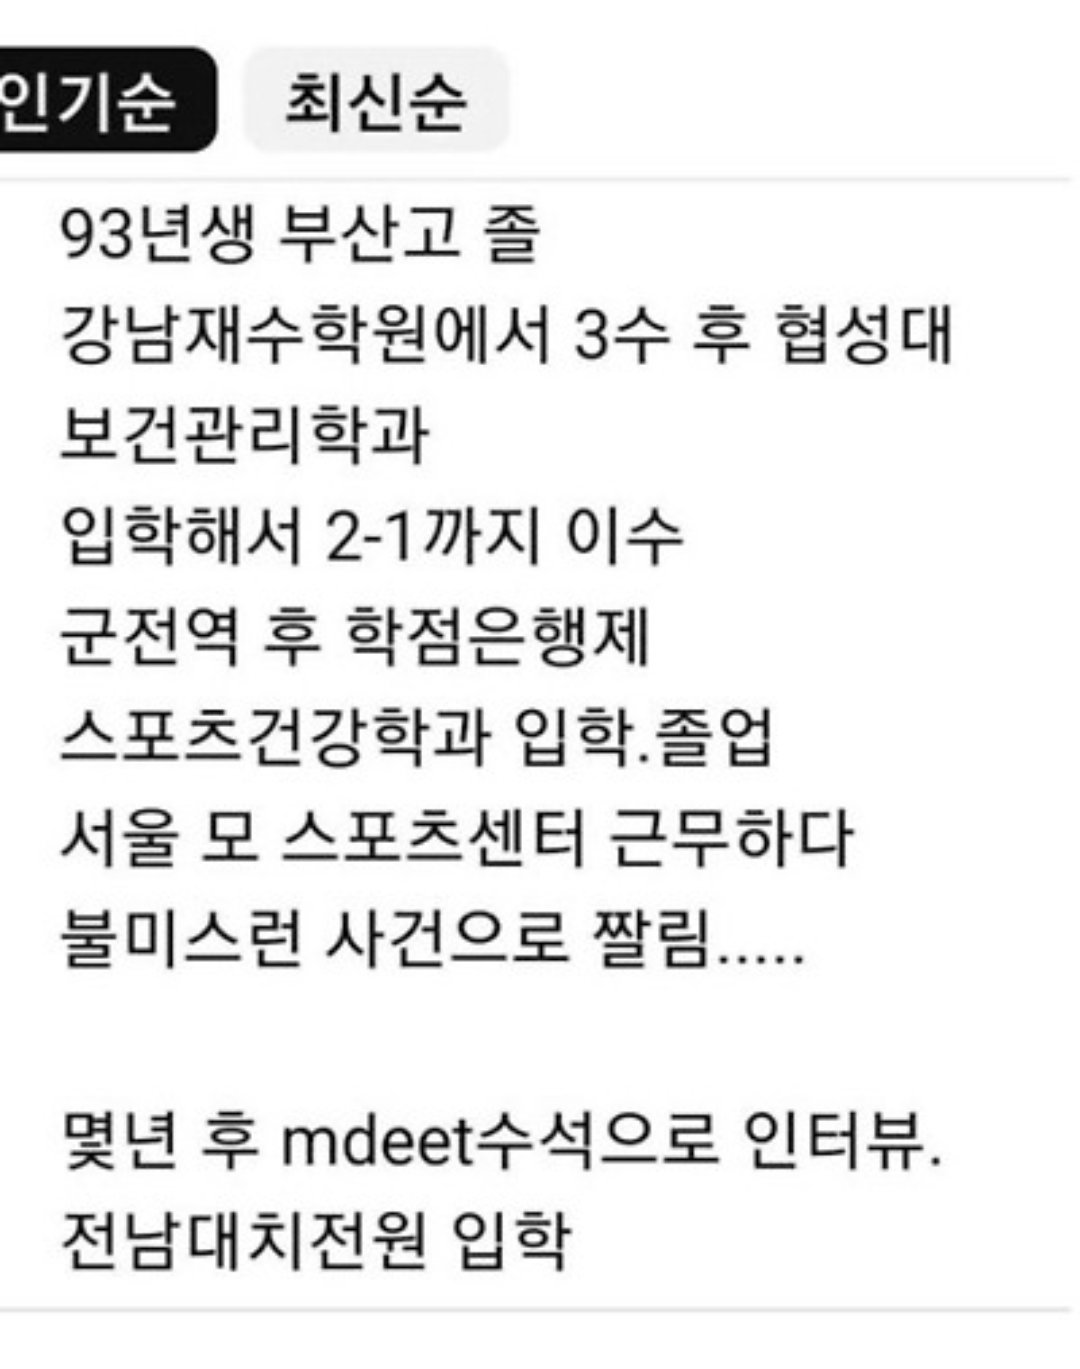 인기순 최신순
93년생 부산고 졸
강남재수학원에서 3수 후 협성대
보건관리학과
입학해서 2-1까지 이수
군전역 후 학점은행제
스포츠건강학과 입학.졸업
서울 모 스포츠센터 근무하다
불미스런 사건으로 짤림.....
몇년 후 mdeet수석으로 인터뷰.
전남대치전원 입학